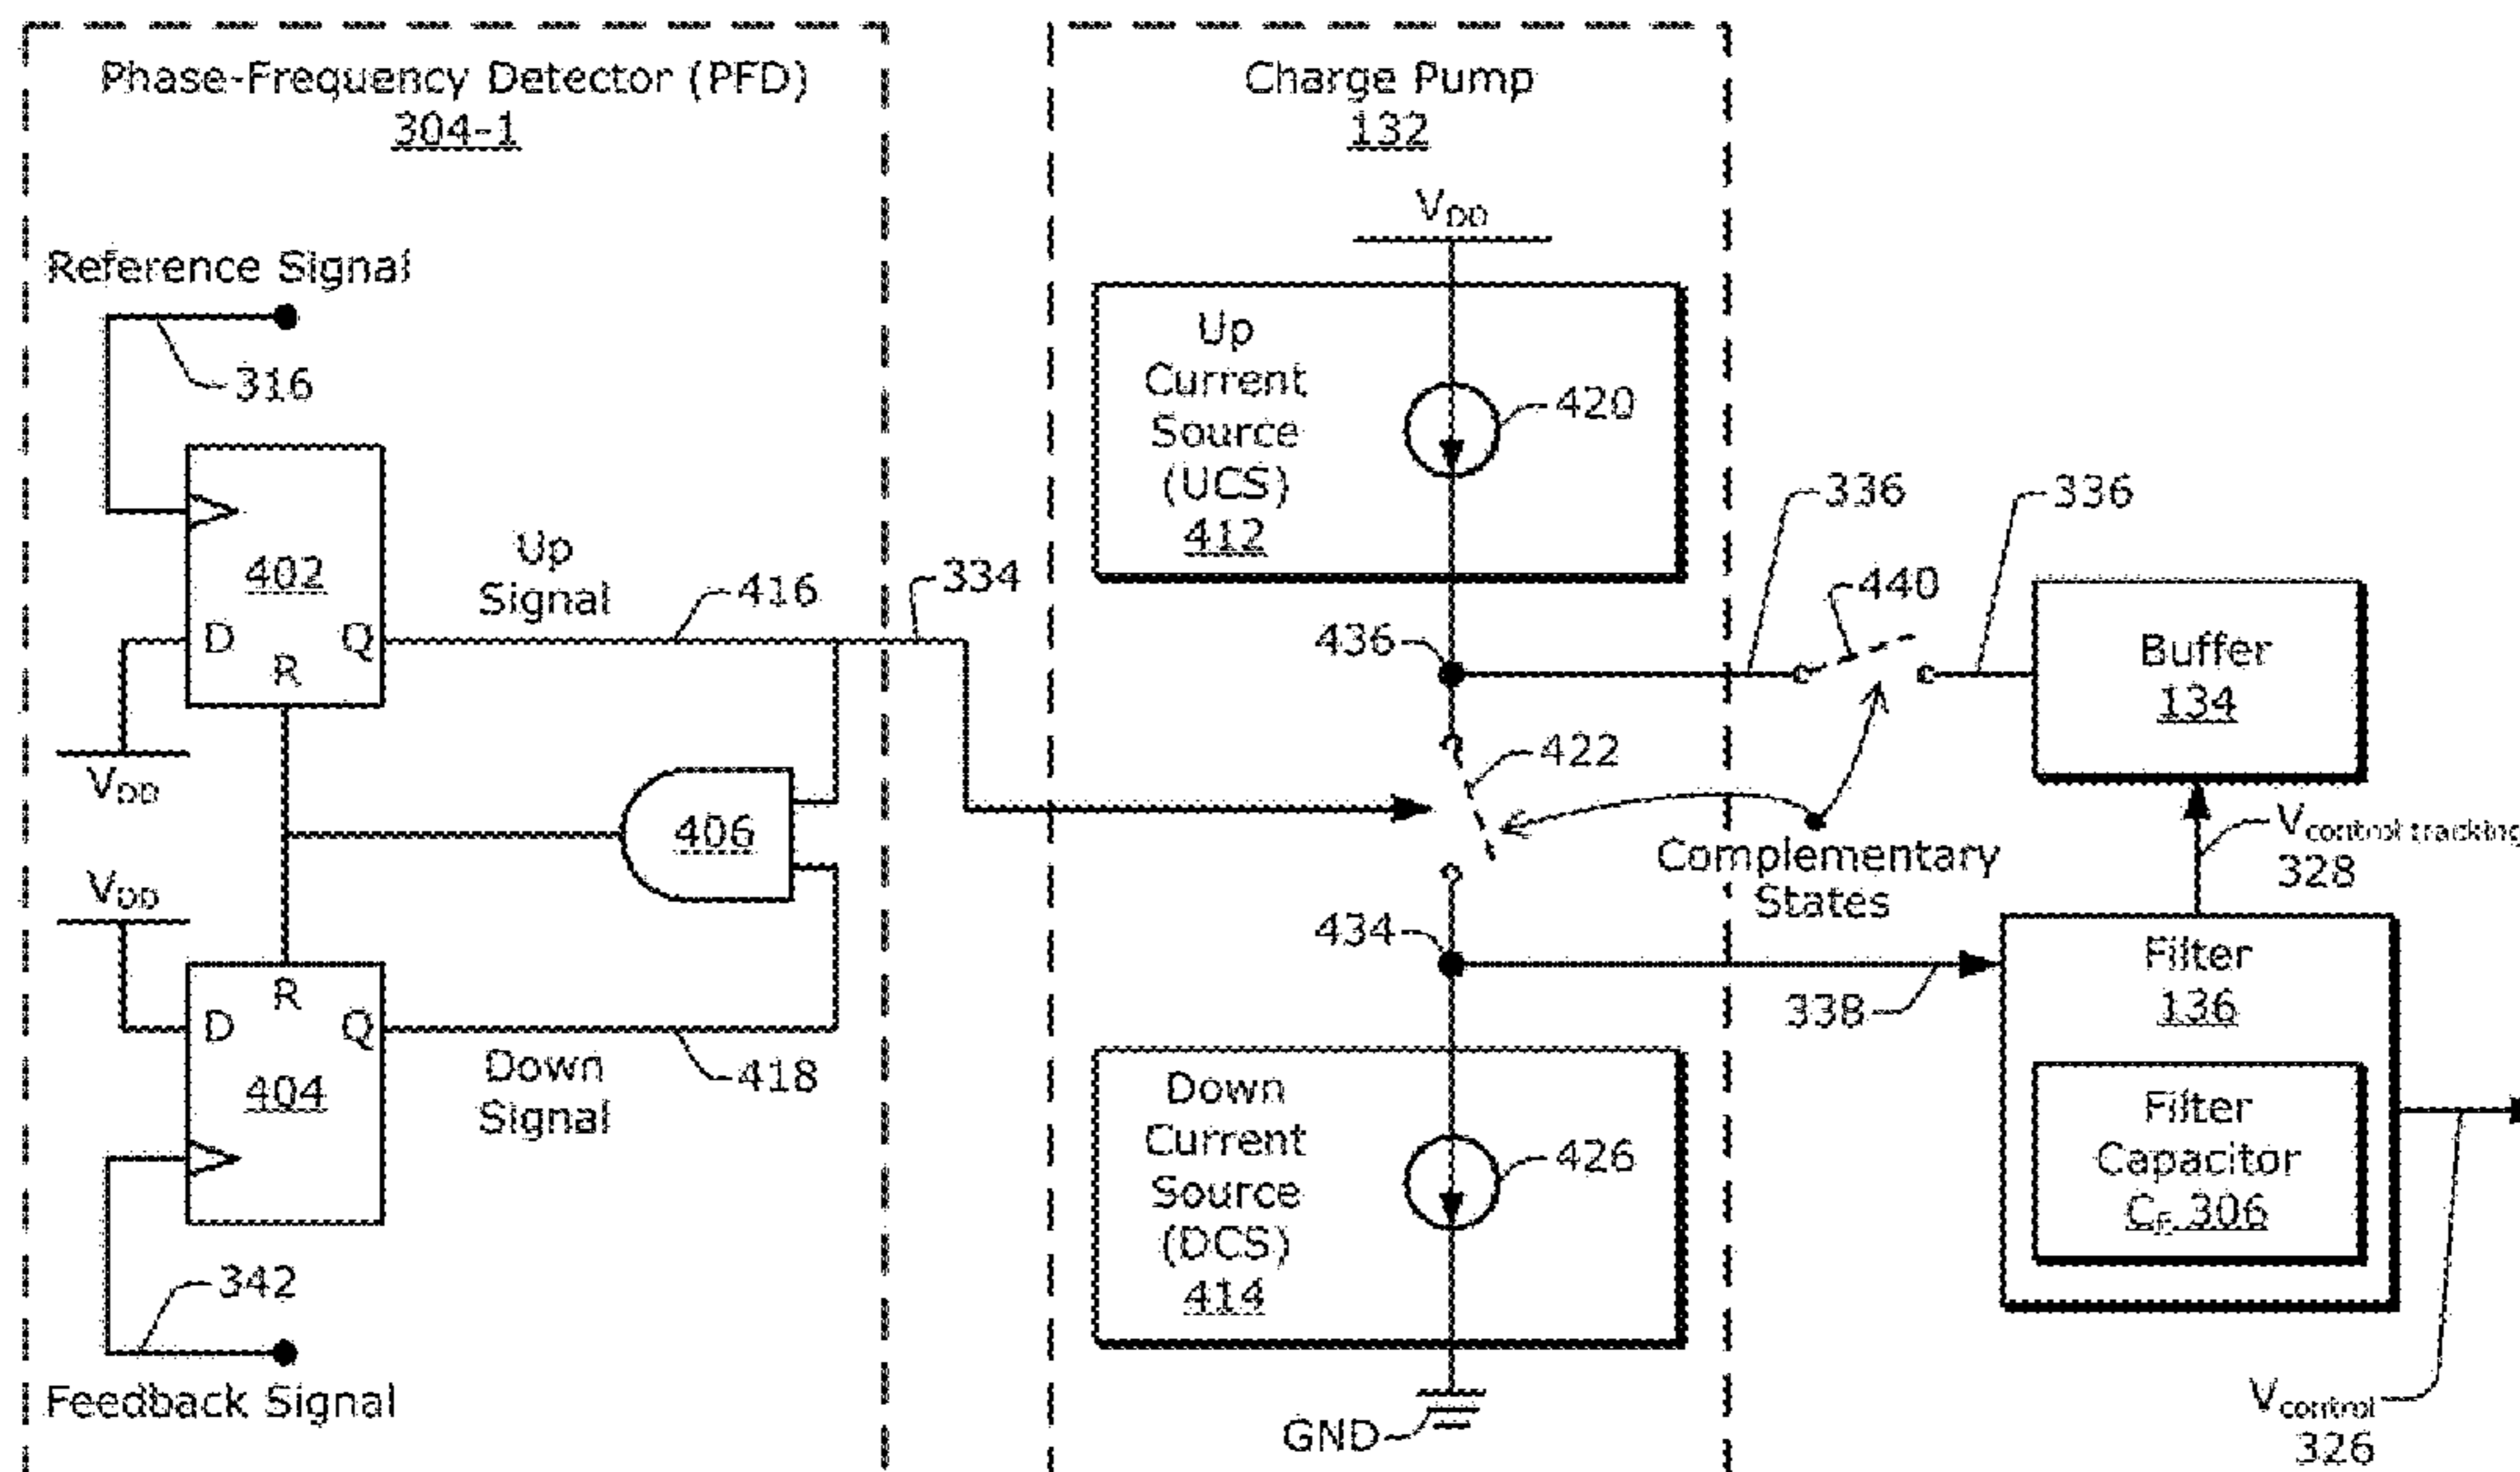 Phase-Frequency Detector (PFD)
304-1
Reference Signal
316
402
D
Q
R
VDD
Up
Signal
416
334
406
VDD
R
D
Q
404
Down
Signal
418
342
Feedback Signal
Charge Pump
132
VDD
Up
Current
Source
(UCS)
412
420
436
422
434
Down
Current
Source
(DCS)
414
426
GND
336
336
440
Buffer
134
Complementary
States
Vcontrol tracking
328
338
Filter
136
Filter
Capacitor
CF 306
Vcontrol
326